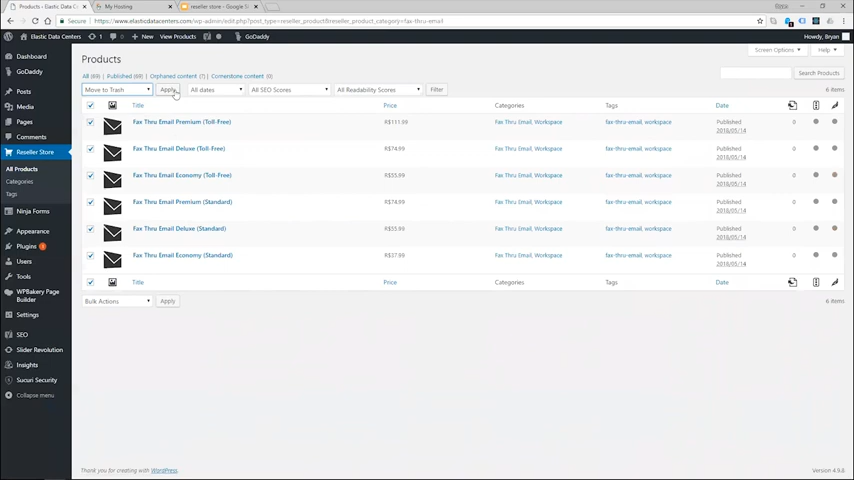 Products ‹ Elastic Data Centers
My Hosting
reseller store - Google S
Secure https://www.elasticdatacenters.com/wp-admin/edit.php?post_type=reseller_product&reseller_product_category=fax-thru-email
Elastic Data Centers 1 0 New View Products GoDaddy Howdy, Bryan
Products
Screen Options Help
All (69) Published (69) Orphaned content (7) Cornerstone content (0)
Search Products
Move to Trash Apply All dates All SEO Scores All Readability Scores Filter 6 items
Title Price Categories Tags Date
Fax Thru Email Premium (Toll-Free) R$111.99 Fax Thru Email, Workspace fax-thru-email, workspace Published 0
2018/05/14
Fax Thru Email Deluxe (Toll-Free) R$74.99 Fax Thru Email, Workspace fax-thru-email, workspace Published 0
2018/05/14
Fax Thru Email Economy (Toll-Free) R$55.99 Fax Thru Email, Workspace fax-thru-email, workspace Published 0
2018/05/14
Fax Thru Email Premium (Standard) R$74.99 Fax Thru Email, Workspace fax-thru-email, workspace Published 0
2018/05/14
Fax Thru Email Deluxe (Standard) R$55.99 Fax Thru Email, Workspace fax-thru-email, workspace Published 0
2018/05/14
Fax Thru Email Economy (Standard) R$37.99 Fax Thru Email, Workspace fax-thru-email, workspace Published 0
2018/05/14
Title Price Categories Tags Date
Bulk Actions Apply 6 items
Dashboard
GoDaddy
Posts
Media
Pages
Comments
Reseller Store
All Products
Categories
Tags
Ninja Forms
Appearance
Plugins 1
Users
Tools
WPBakery Page
Builder
Settings
SEO
Slider Revolution
Insights
Sucuri Security
Collapse menu
Thank you for creating with WordPress
Version 4.9.6